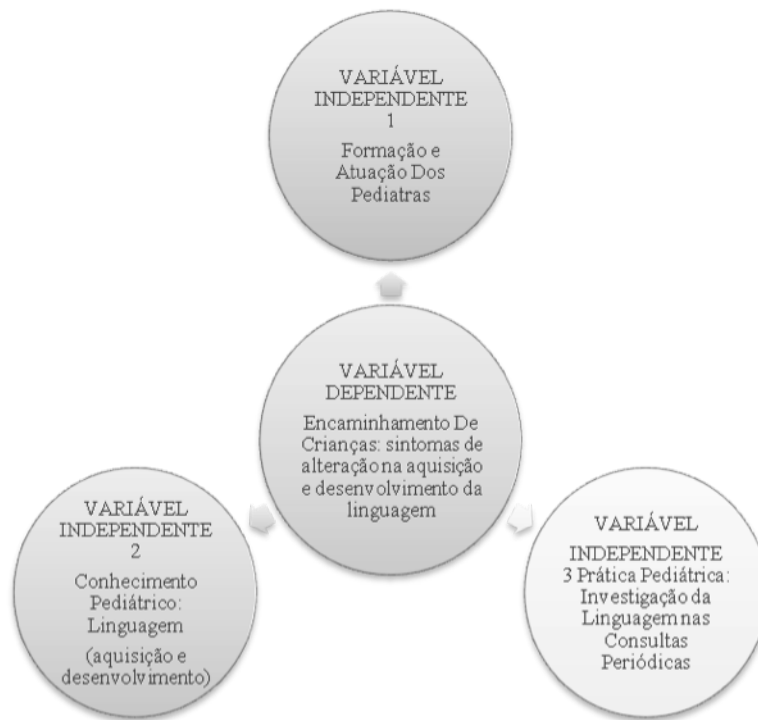 VARIÁVEL
INDEPENDENTE
1
Formação e
Atuação Dos
Pediatras
VARIÁVEL
DEPENDENTE
Encaminhamento De
Crianças: sintomas de
alteração na aquisição
e desenvolvimento da
linguagem
VARIÁVEL
INDEPENDENTE
2
Conhecimento
Pediátrico:
Linguagem
(aquisição e
desenvolvimento)
VARIÁVEL
INDEPENDENTE
3 Prática Pediátrica:
Investigação da
Linguagem nas
Consultas
Periódicas